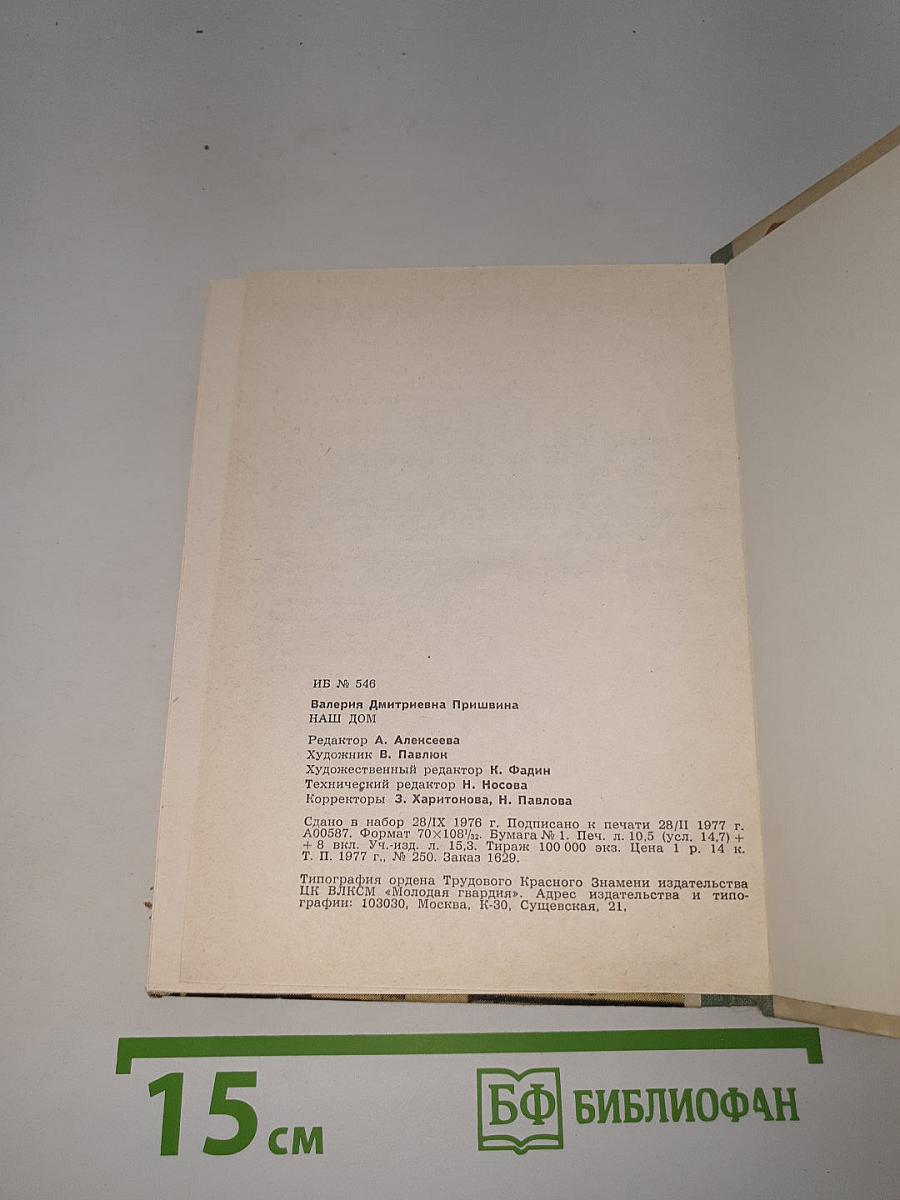 ИБ № 546
Валерия Дмитриевна Пришвина
НАШ ДОМ
Редактор А. Алексеева
Художник В. Павлюк
Художественный редактор К. Фадин
Технический редактор Н. Носова
Корректоры З. Харитонова, Н. Павлова
Сдано в набор 28/IX 1976 г. Подписано к печати 28/II 1977 г.
А00587. Формат 70×108¹/₃₂. Бумага № 1. Печ. л. 10,5 (усл. 14,7) +
+ 8 вкл. Уч.-изд. л. 15,3. Тираж 100 000 экз. Цена 1 р. 14 к.
Т. П. 1977 г., № 250. Заказ 1629.
Типография ордена Трудового Красного Знамени издательства
ЦК ВЛКСМ «Молодая гвардия». Адрес издательства и типо-
графии: 103030, Москва, К-30, Сущевская, 21.
15 см
БФ БИБЛИОФАН